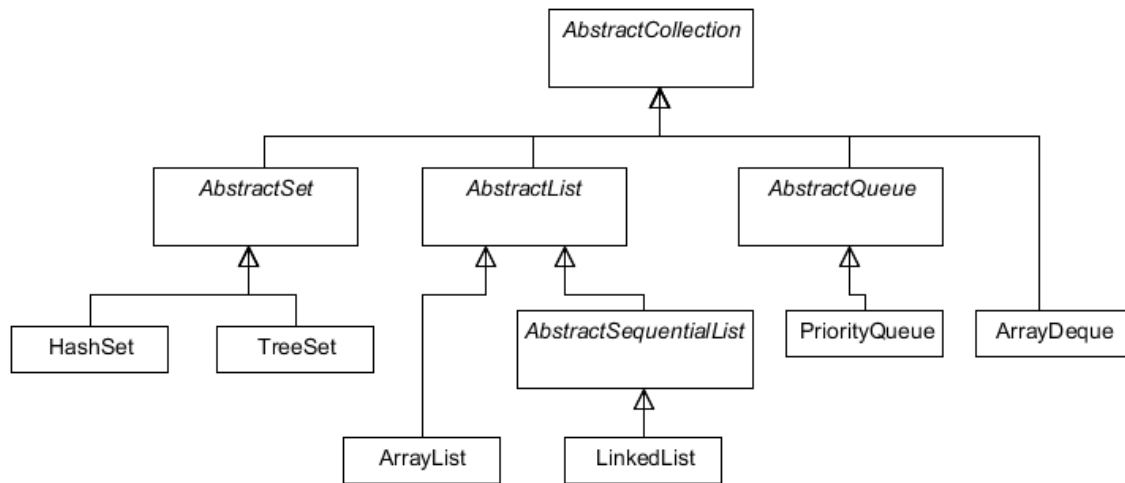 AbstractCollection
AbstractSet
AbstractList
AbstractQueue
HashSet
TreeSet
AbstractSequentialList
PriorityQueue
ArrayDeque
ArrayList
LinkedList